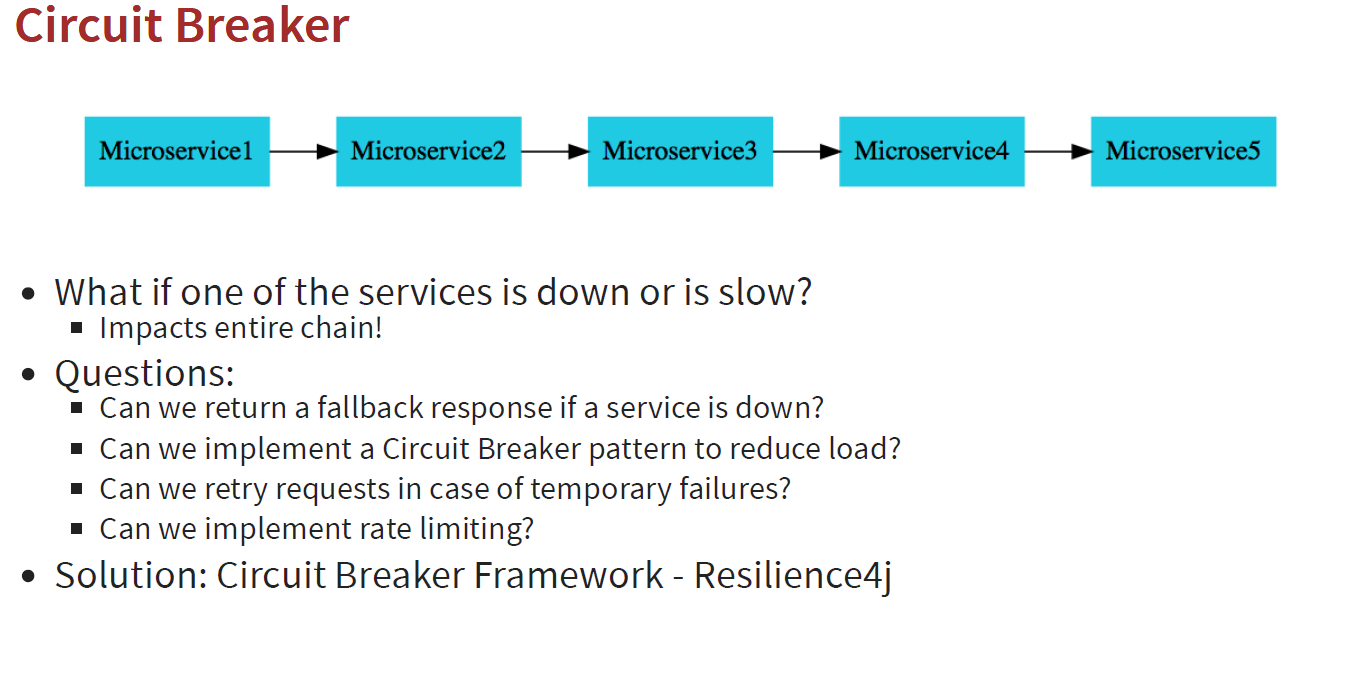 Circuit Breaker
Microservice1 Microservice2 Microservice3 Microservice4 Microservice5
• What if one of the services is down or is slow?
▪ Impacts entire chain!
• Questions:
▪ Can we return a fallback response if a service is down?
▪ Can we implement a Circuit Breaker pattern to reduce load?
▪ Can we retry requests in case of temporary failures?
▪ Can we implement rate limiting?
• Solution: Circuit Breaker Framework - Resilience4j